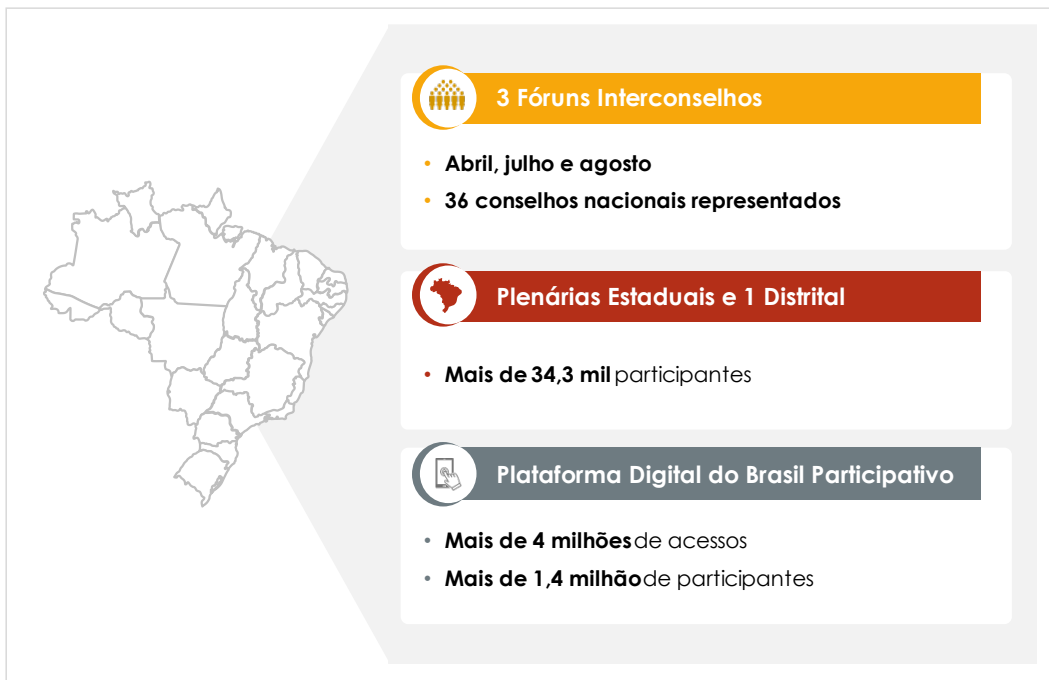 3 Fóruns Interconselhos
• Abril, julho e agosto
• 36 conselhos nacionais representados
Plenárias Estaduais e 1 Distrital
• Mais de 34,3 mil participantes
Plataforma Digital do Brasil Participativo
• Mais de 4 milhões de acessos
• Mais de 1,4 milhão de participantes